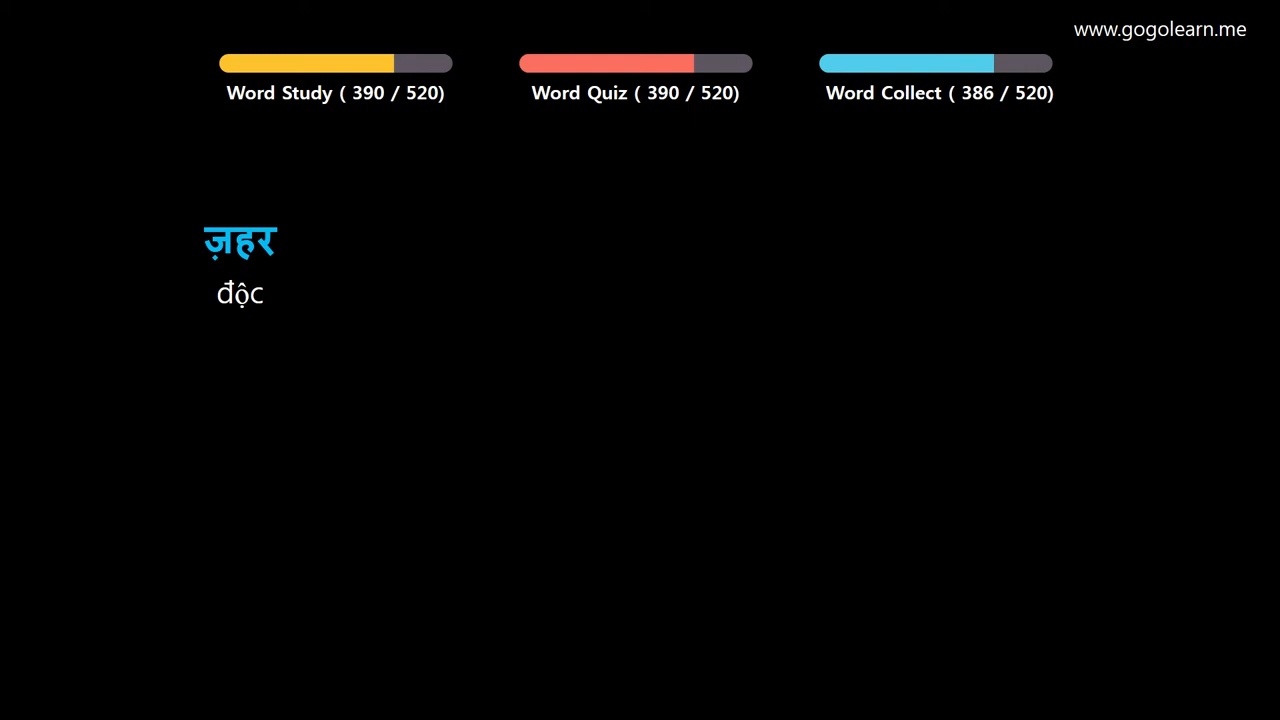 www.gogolearn.me
Word Study ( 390 / 520)
Word Quiz ( 390 / 520)
Word Collect ( 386 / 520)
ज़हर
độc